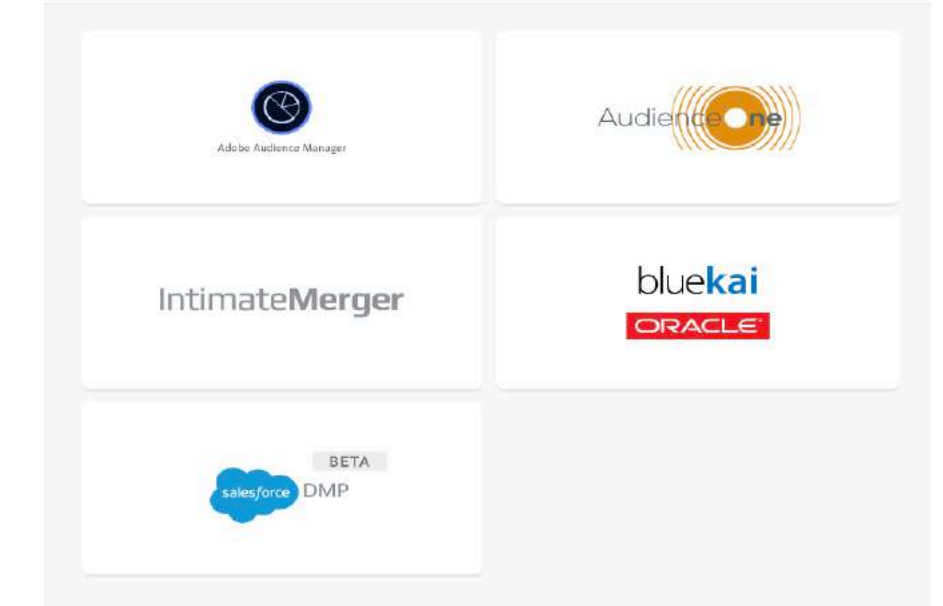 Adobe Audience Manager
AudienceOne
IntimateMerger
bluekai
ORACLE
BETA
salesforce DMP